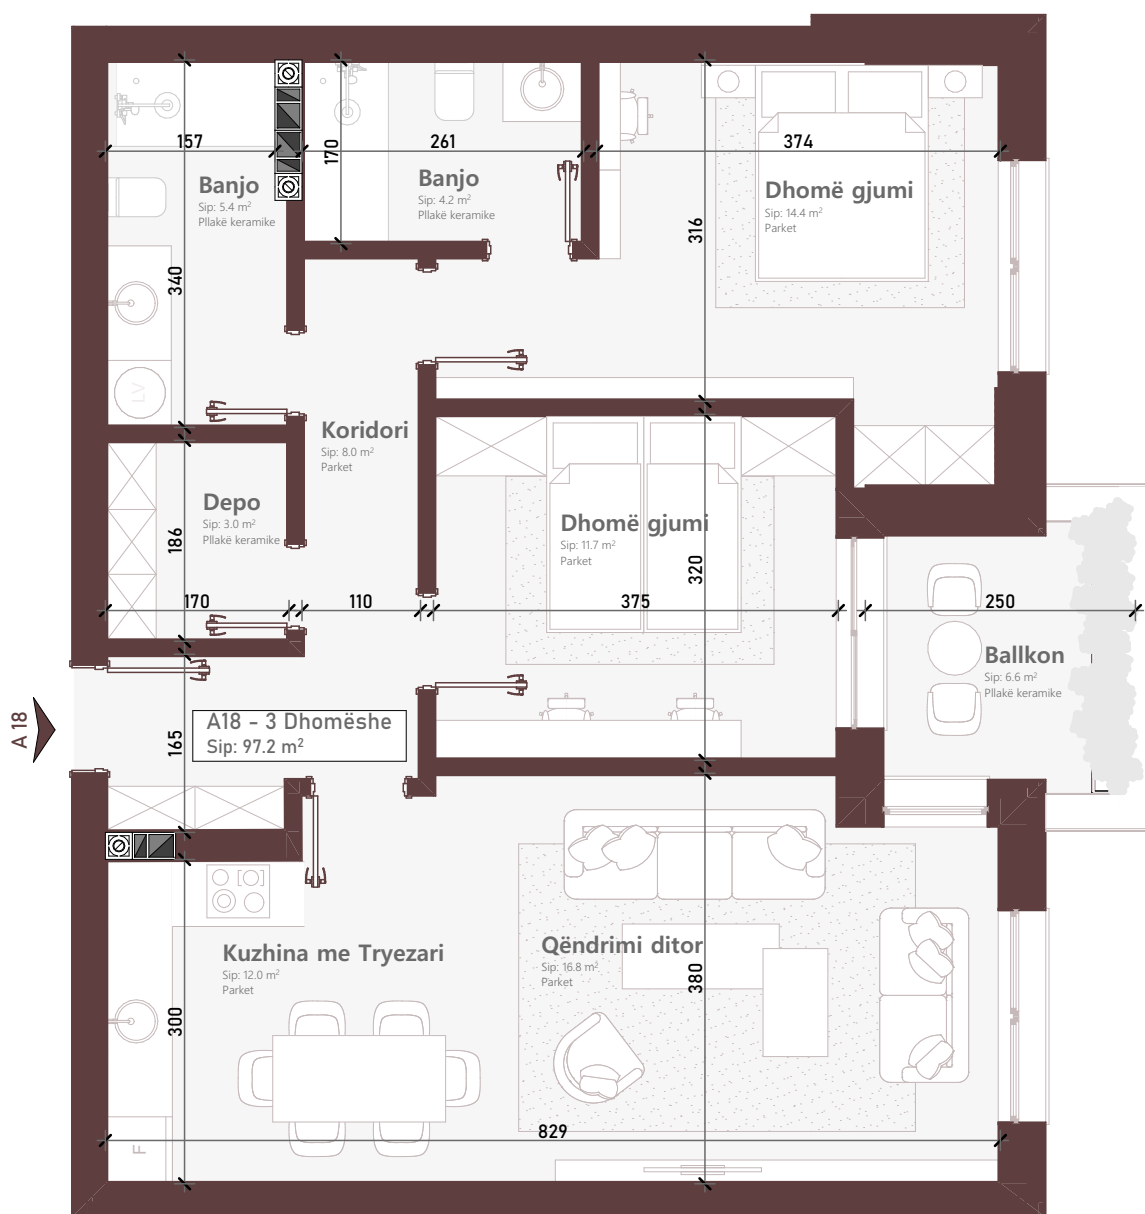 157
261
374
170
Banjo
Sip: 5.4 m²
Pllakë keramike
Banjo
Sip: 4.2 m²
Pllakë keramike
Dhomë gjumi
Sip: 14.4 m²
Parket
316
340
LV
Koridori
Sip: 8.0 m²
Parket
Depo
Sip: 3.0 m²
Pllakë keramike
186
Dhomë gjumi
Sip: 11.7 m²
Parket
320
170
110
375
250
Ballkon
Sip: 6.6 m²
Pllakë keramike
A 18
A18 - 3 Dhomëshe
Sip: 97.2 m²
165
Kuzhina me Tryezari
Sip: 12.0 m²
Parket
Qëndrimi ditor
Sip: 16.8 m²
Parket
380
300
829
F